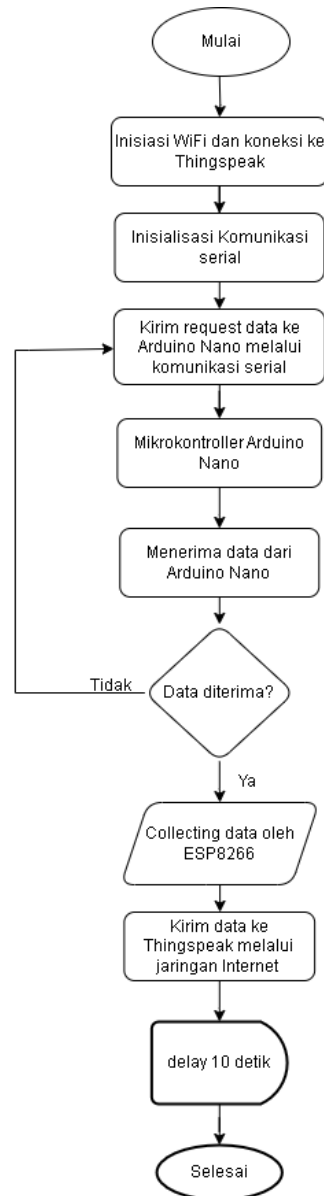 Mulai
Inisiasi WiFi dan koneksi ke
Thingspeak
Inisialisasi Komunikasi
serial
Kirim request data ke
Arduino Nano melalui
komunikasi serial
Mikrokontroller Arduino
Nano
Menerima data dari
Arduino Nano
Data diterima?
Tidak
Ya
Collecting data oleh
ESP8266
Kirim data ke
Thingspeak melalui
jaringan Internet
delay 10 detik
Selesai